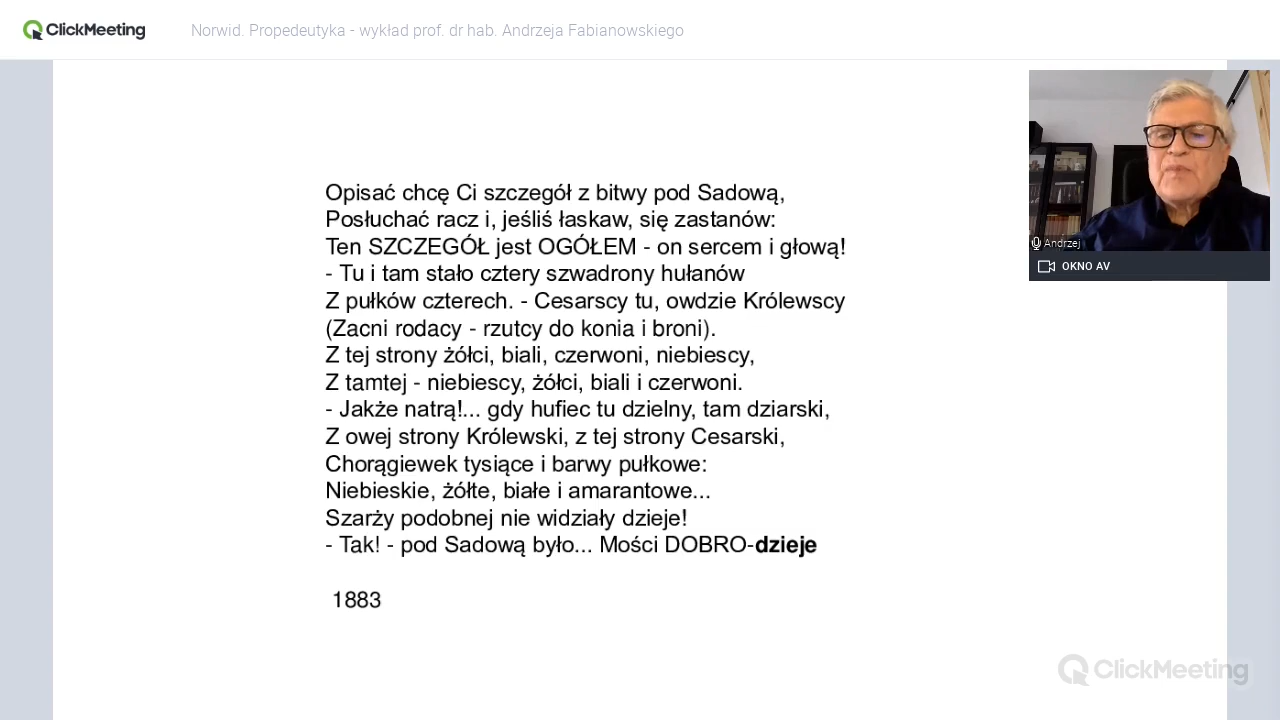 ClickMeeting
Norwid. Propedeutyka - wykład prof. dr hab. Andrzeja Fabianowskiego
Opisać chcę Ci szczegół z bitwy pod Sadową,
Posłuchać racz i, jeśliś łaskaw, się zastanów:
Ten SZCZEGÓŁ jest OGÓŁEM - on sercem i głową!
- Tu i tam stało cztery szwadrony hułanów
Z pułków czterech. - Cesarscy tu, owdzie Królewscy
(Zacni rodacy - rzutcy do konia i broni).
Z tej strony żółci, biali, czerwoni, niebiescy,
Z tamtej - niebiescy, żółci, biali i czerwoni.
- Jakże natrą!... gdy hufiec tu dzielny, tam dziarski,
Z owej strony Królewski, z tej strony Cesarski,
Chorągiewek tysiące i barwy pułkowe:
Niebieskie, żółte, białe i amarantowe...
Szarży podobnej nie widziały dzieje!
- Tak! - pod Sadową było... Mości DOBRO-dzieje
1883
Andrzej
OKNO AV
ClickMeeting